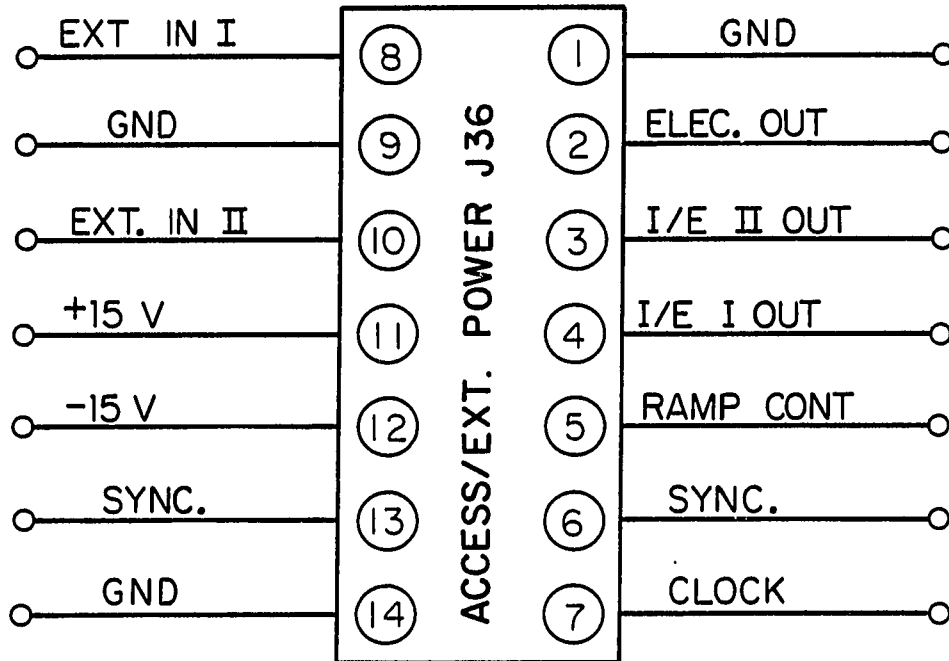 EXT IN I
8
1
GND
GND
9
2
ELEC. OUT
EXT. IN II
10
3
I/E II OUT
+15 V
11
4
I/E I OUT
-15 V
12
5
RAMP CONT
SYNC.
13
6
SYNC.
GND
14
7
CLOCK
ACCESS/EXT. POWER J36